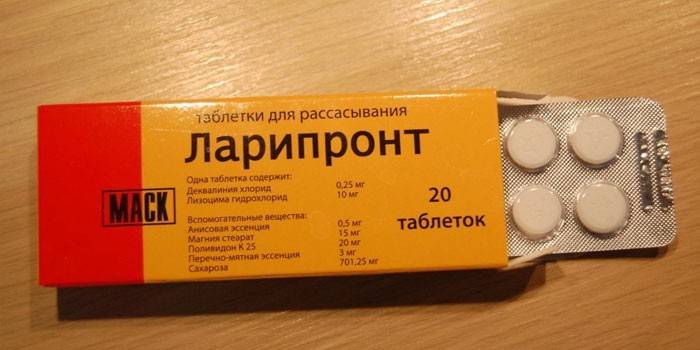 таблетки для рассасывания
Ларипронт
Одна таблетка содержит:
Деквалиния хлорид 0,25 мг
Лизоцима гидрохлорид 10 мг
МАСК
20
таблеток
Вспомогательные вещества:
Анисовая эссенция 0,5 мг
Магния стеарат 15 мг
Поливидон К 25 20 мг
Перечно-мятная эссенция 3 мг
Сахароза 701,25 мг